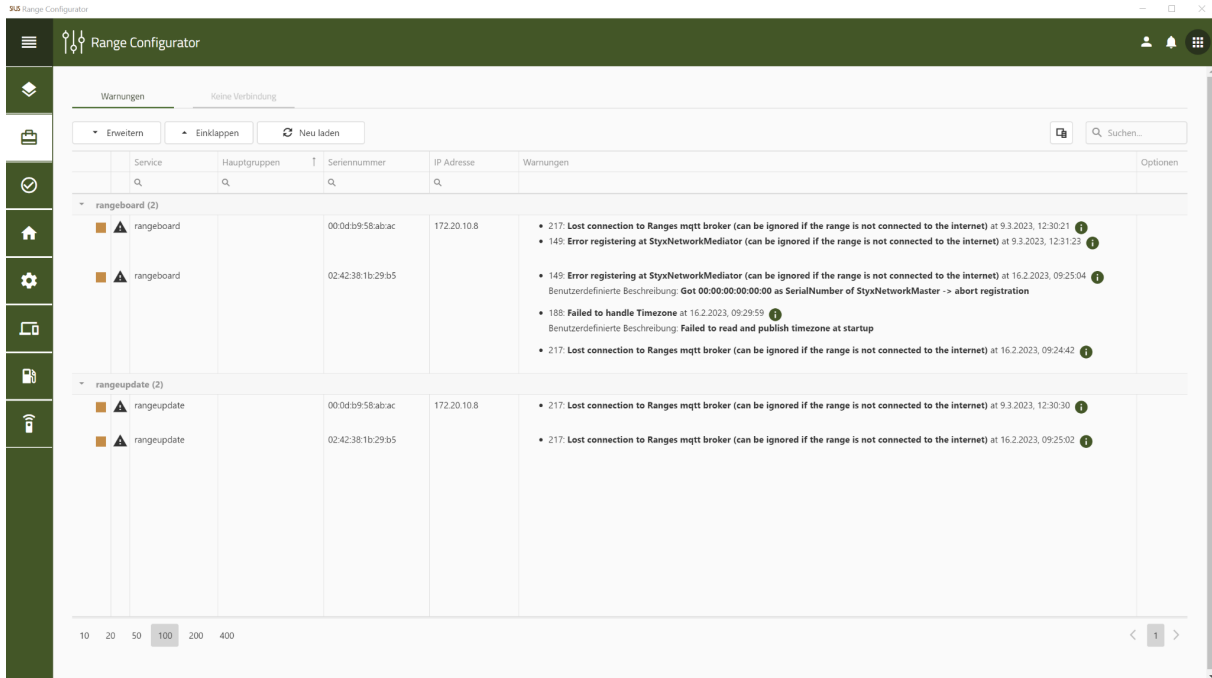 SIUS Range Configurator
Range Configurator
Warnungen Keine Verbindung
Erweitern Einklappen Neu laden Suchen...
Service Hauptgruppen Seriennummer IP Adresse Warnungen Optionen
rangeboard (2)
rangeboard 00:0d:b9:58:ab:ac 172.20.10.8 • 217: Lost connection to Ranges mqtt broker (can be ignored if the range is not connected to the internet) at 9.3.2023, 12:30:21
• 149: Error registering at StyxNetworkMediator (can be ignored if the range is not connected to the internet) at 9.3.2023, 12:31:23
rangeboard 02:42:38:1b:29:b5 • 149: Error registering at StyxNetworkMediator (can be ignored if the range is not connected to the internet) at 16.2.2023, 09:25:04
Benutzerdefinierte Beschreibung: Got 00:00:00:00:00:00 as SerialNumber of StyxNetworkMaster -> abort registration
• 188: Failed to handle Timezone at 16.2.2023, 09:29:59
Benutzerdefinierte Beschreibung: Failed to read and publish timezone at startup
• 217: Lost connection to Ranges mqtt broker (can be ignored if the range is not connected to the internet) at 16.2.2023, 09:24:42
rangeupdate (2)
rangeupdate 00:0d:b9:58:ab:ac 172.20.10.8 • 217: Lost connection to Ranges mqtt broker (can be ignored if the range is not connected to the internet) at 9.3.2023, 12:30:30
rangeupdate 02:42:38:1b:29:b5 • 217: Lost connection to Ranges mqtt broker (can be ignored if the range is not connected to the internet) at 16.2.2023, 09:25:02
10 20 50 100 200 400 1